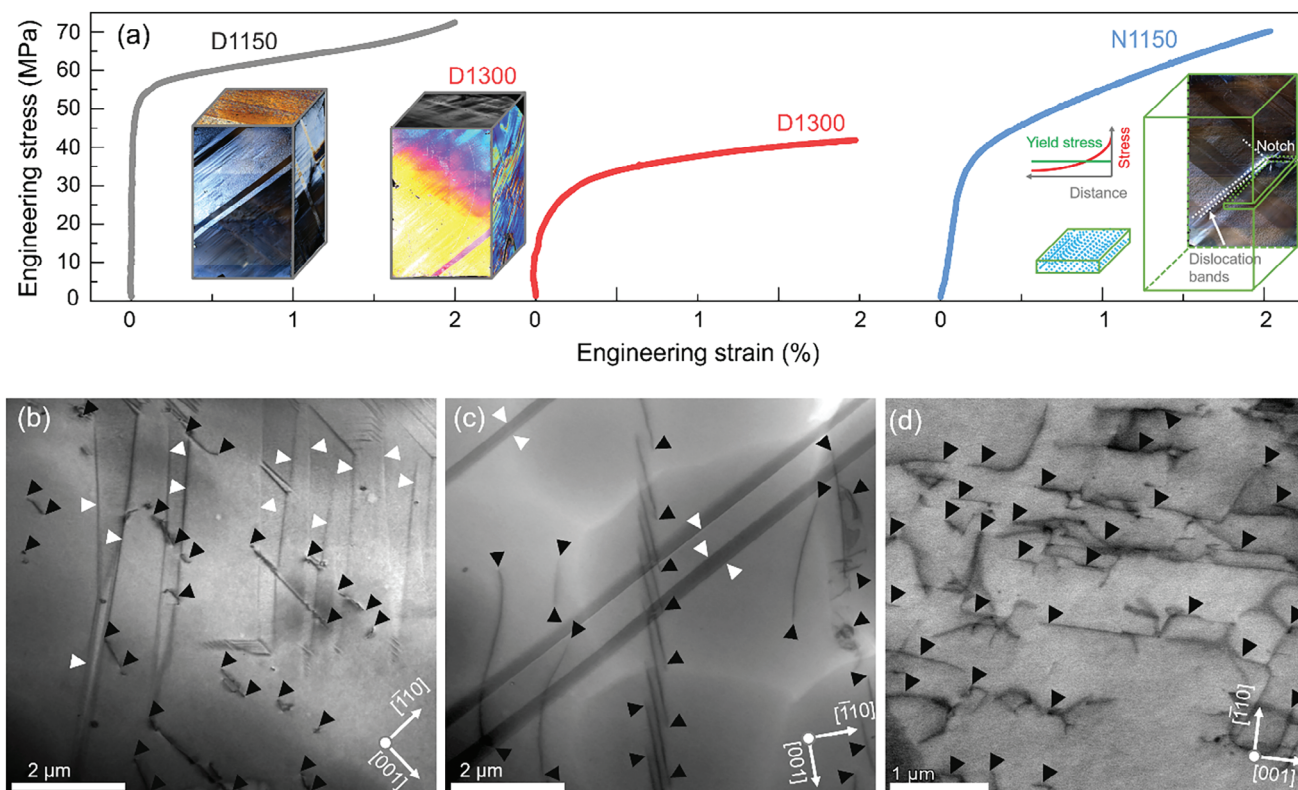 (a)
Engineering stress (MPa)
70
60
50
40
30
20
10
0
D1150
D1300
D1300
N1150
Yield stress
Stress
Distance
Notch
Dislocation
bands
0 1 2 0 1 2 0 1 2
Engineering strain (%)
(b)
[1̄10]
[001]
2 µm
(c)
[1̄10]
[001]
2 µm
(d)
[1̄10]
[001]
1 µm